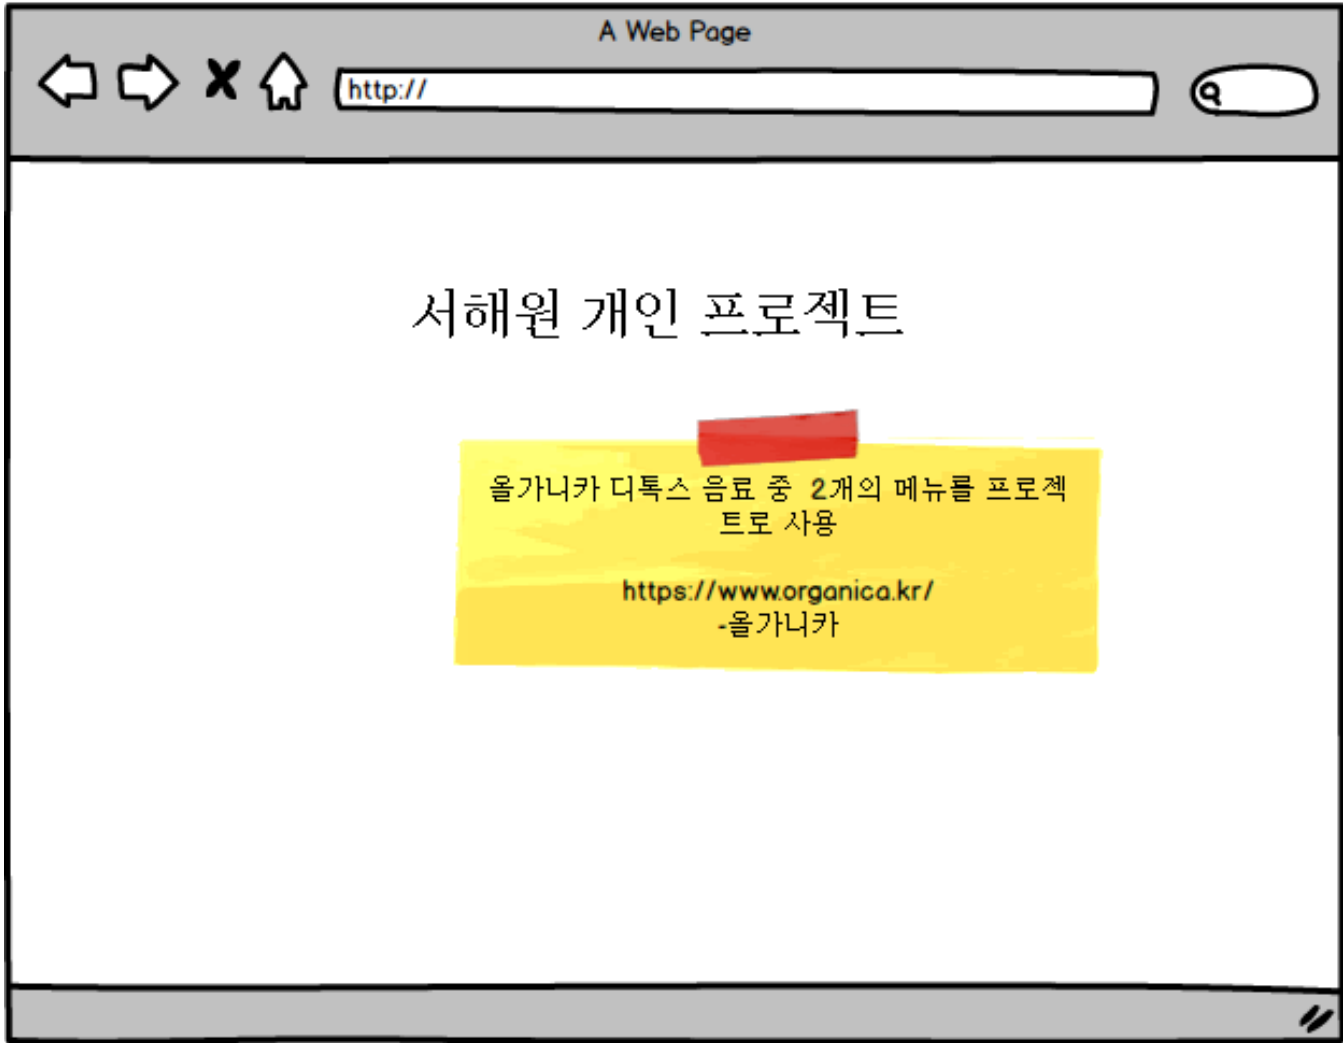 A Web Page
http://
서해원 개인 프로젝트
올가니카 디톡스 음료 중  2개의 메뉴를 프로젝
트로 사용
https://www.organica.kr/
-올가니카